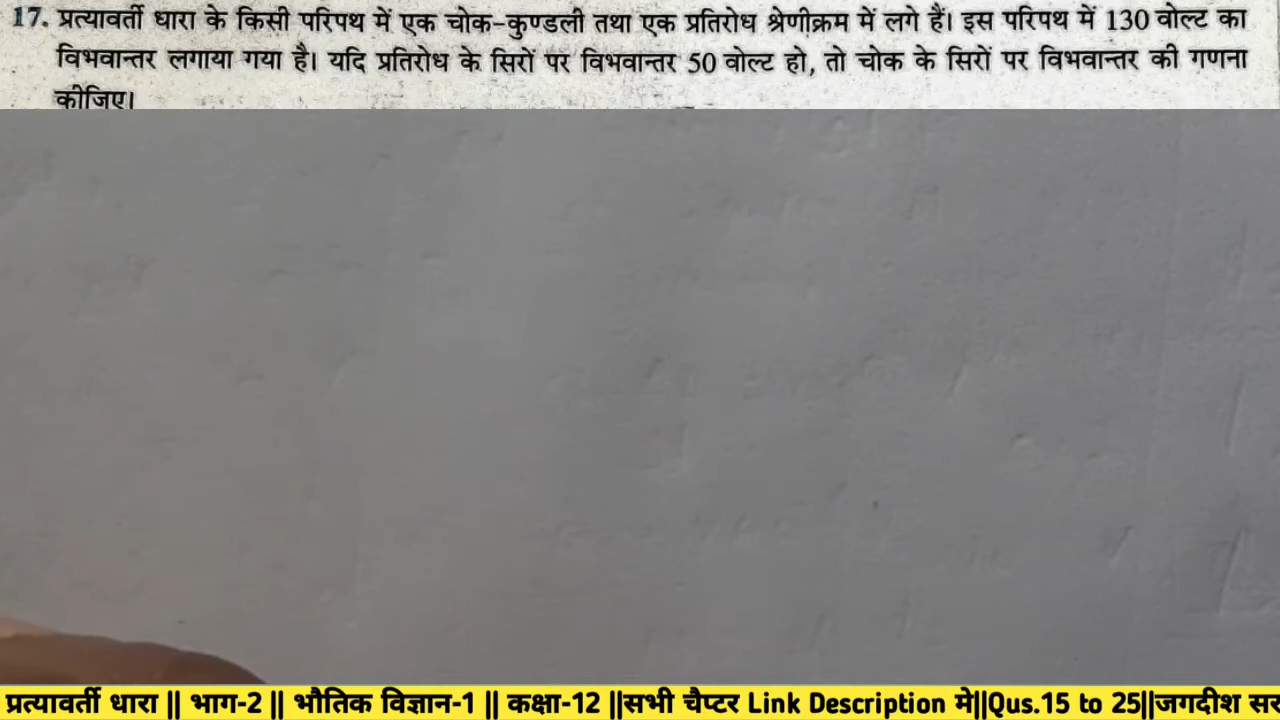 17. प्रत्यावर्ती धारा के किसी परिपथ में एक चोक-कुण्डली तथा एक प्रतिरोध श्रेणीक्रम में लगे हैं। इस परिपथ में 130 वोल्ट का
विभवान्तर लगाया गया है। यदि प्रतिरोध के सिरों पर विभवान्तर 50 वोल्ट हो, तो चोक के सिरों पर विभवान्तर की गणना
कीजिए।
प्रत्यावर्ती धारा || भाग-2 || भौतिक विज्ञान-1 || कक्षा-12 ||सभी चैप्टर Link Description मे||Qus.15 to 25||जगदीश